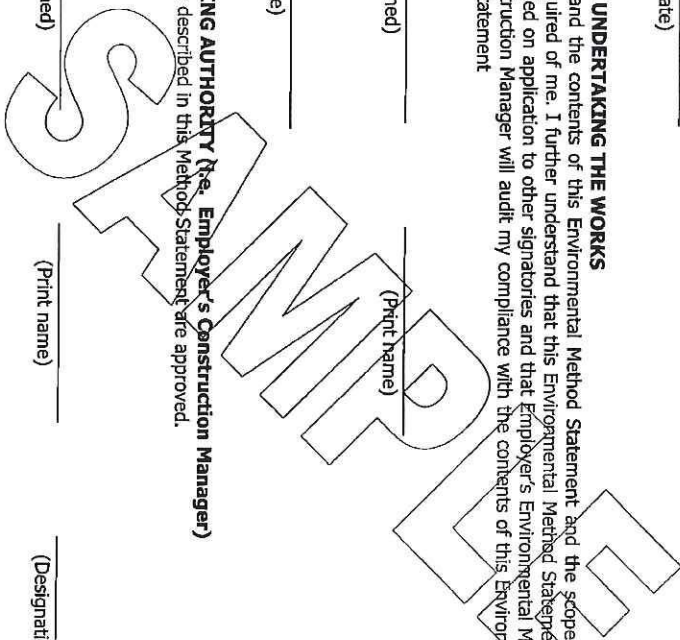 ate)
UNDERTAKING THE WORKS
and the contents of this Environmental Method Statement and the scope
uired of me. I further understand that this Environmental Method Stateme
ed on application to other signatories and that Employer's Environmental M
ruction Manager will audit my compliance with the contents of this Environ
tatement
ned) (Print name)
e)
NG AUTHORITY (i.e. Employer's Construction Manager)
described in this Method Statement are approved.
ned) (Print name) (Designati
SAMPLE